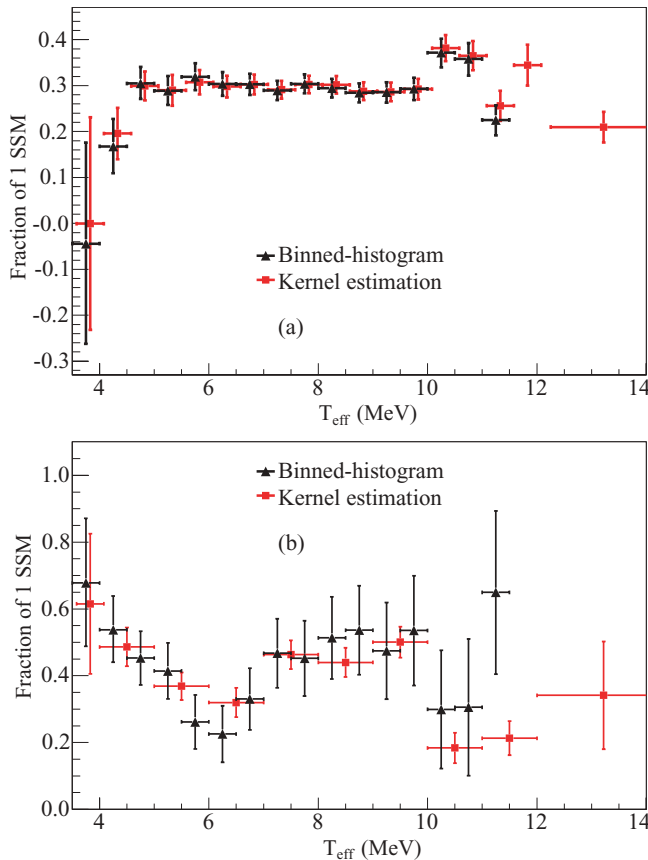 0.4
0.3
0.2
0.1
-0.0
-0.1
-0.2
-0.3
Fraction of 1 SSM
Binned-histogram
Kernel estimation
(a)
4 6 8 10 12 14
T_eff (MeV)
1.0
0.8
0.6
0.4
0.2
0.0
Fraction of 1 SSM
Binned-histogram
Kernel estimation
(b)
4 6 8 10 12 14
T_eff (MeV)